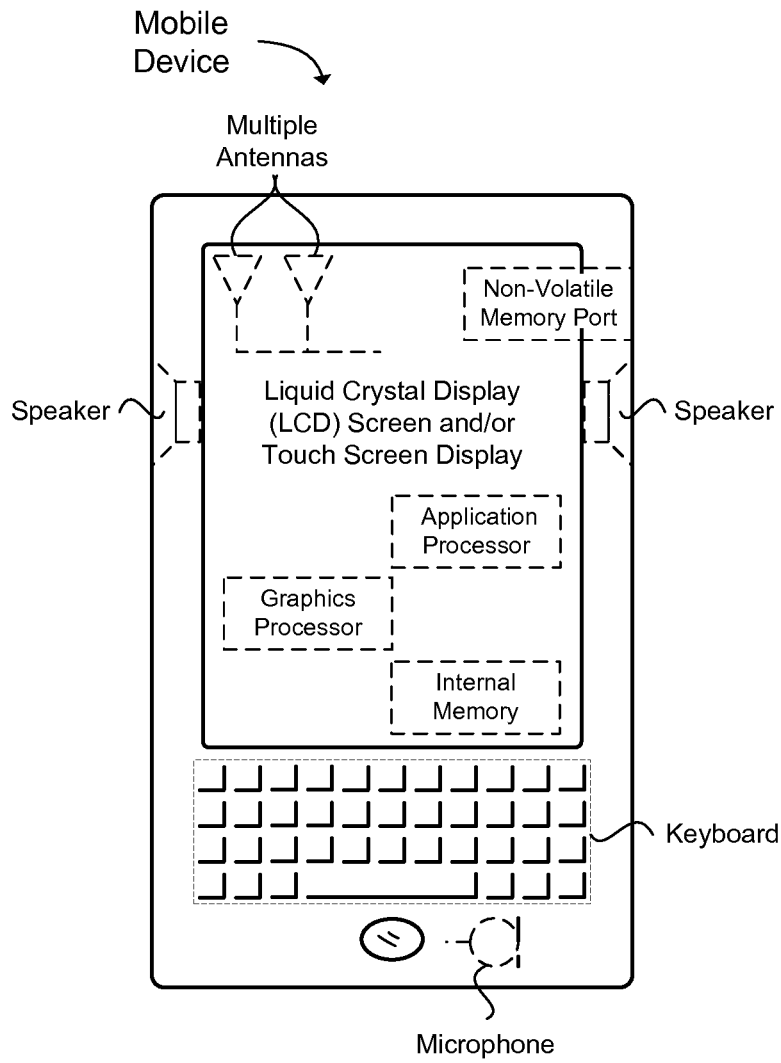 Mobile
Device
Multiple
Antennas
Non-Volatile
Memory Port
Speaker
Liquid Crystal Display
(LCD) Screen and/or
Touch Screen Display
Speaker
Application
Processor
Graphics
Processor
Internal
Memory
Keyboard
Microphone